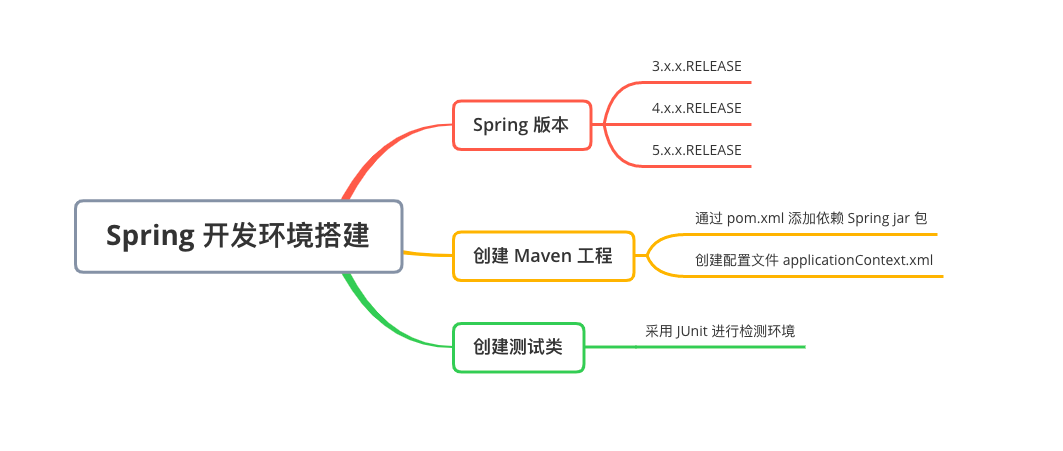 Spring 开发环境搭建
Spring 版本
3.x.x.RELEASE
4.x.x.RELEASE
5.x.x.RELEASE
创建 Maven 工程
通过 pom.xml 添加依赖 Spring jar 包
创建配置文件 applicationContext.xml
创建测试类
采用 JUnit 进行检测环境